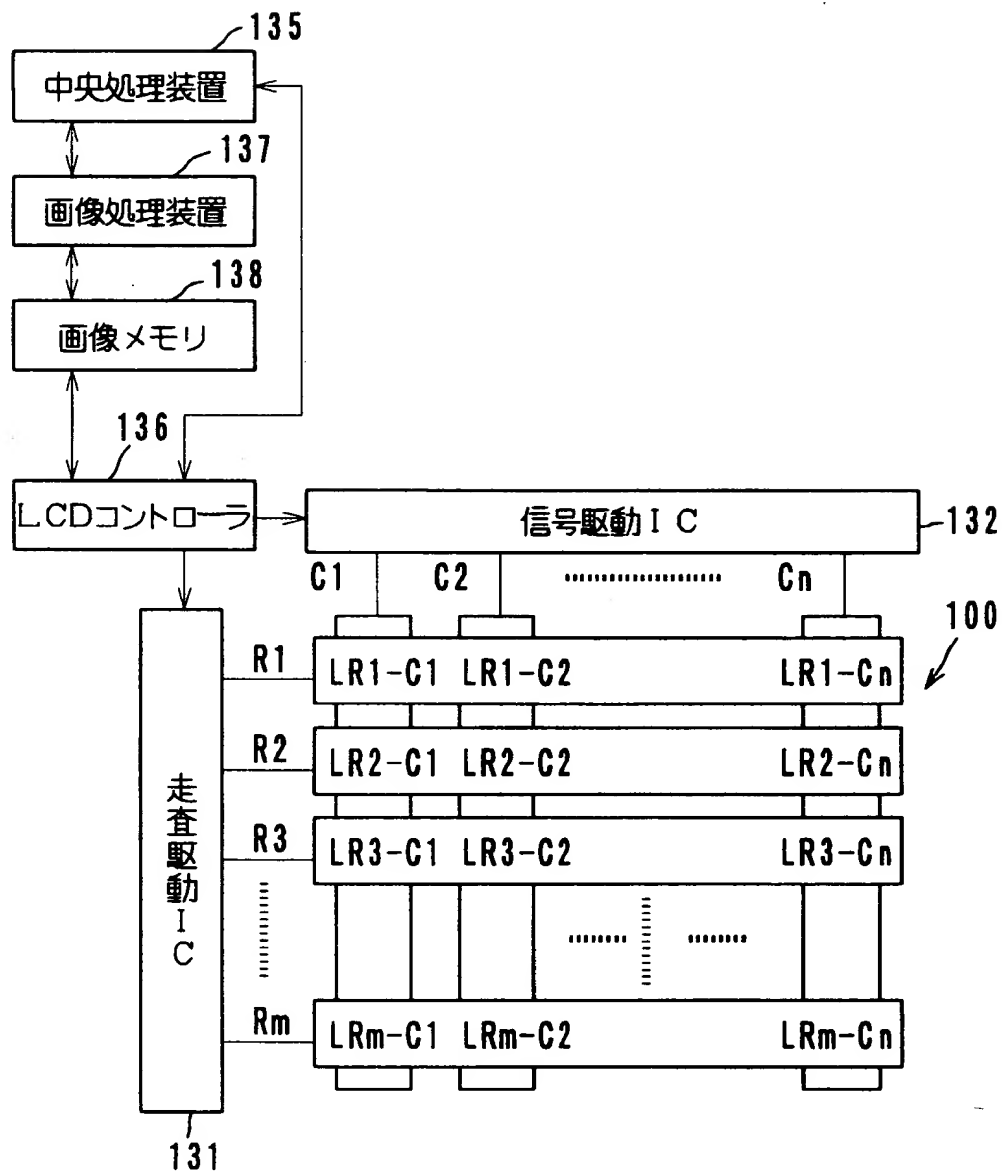 135
中央処理装置
137
画像処理装置
138
画像メモリ
136
LCDコントローラ
信号駆動IC
132
C1 C2 Cn
100
R1 LR1-C1 LR1-C2 LR1-Cn
R2 LR2-C1 LR2-C2 LR2-Cn
R3 LR3-C1 LR3-C2 LR3-Cn
Rm LRm-C1 LRm-C2 LRm-Cn
走査駆動IC
131